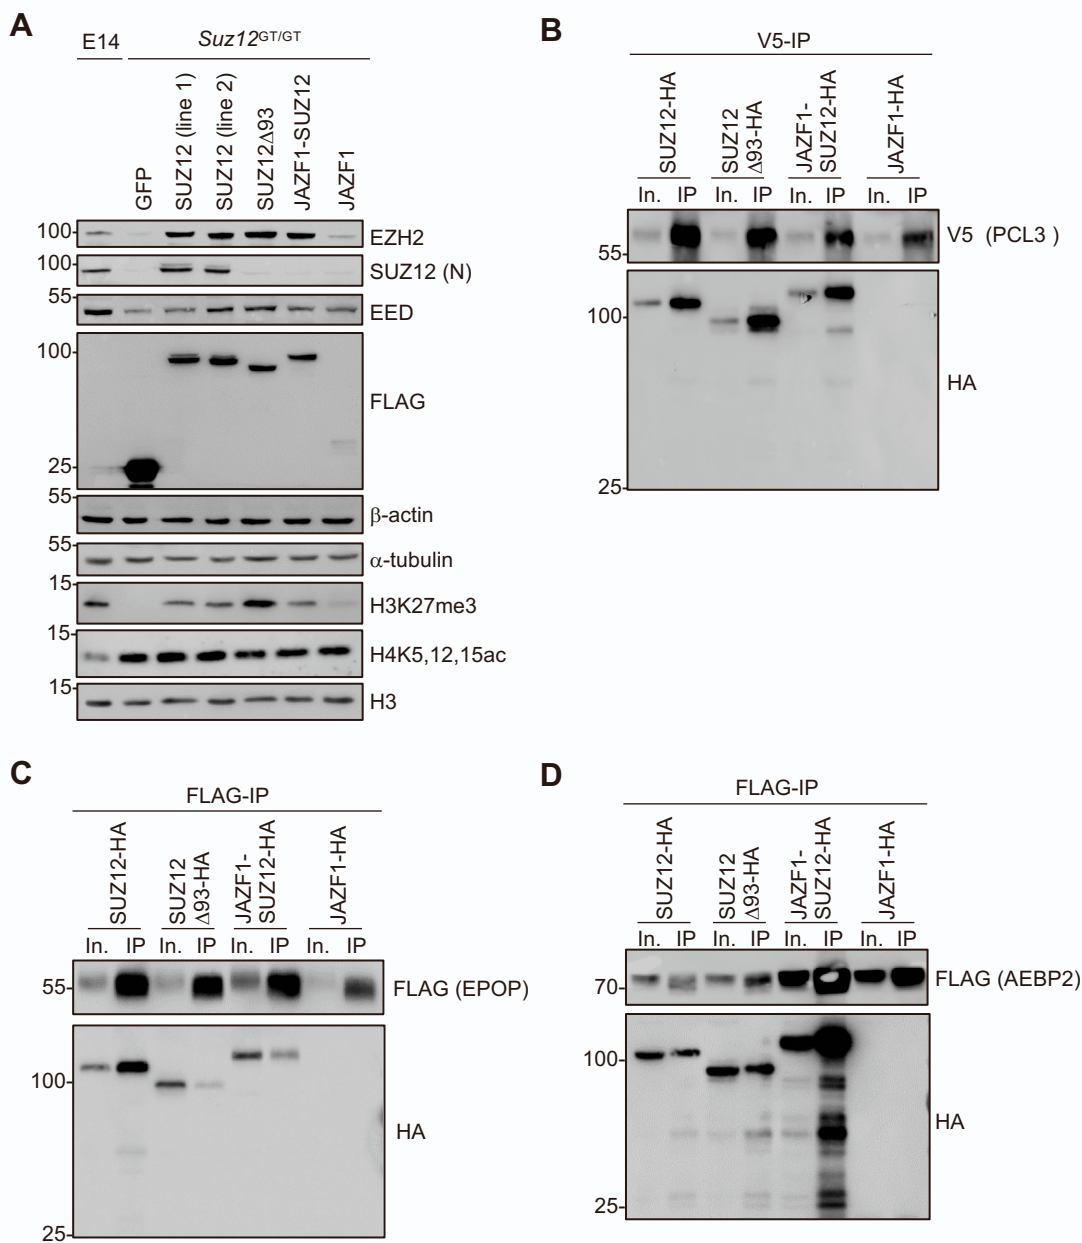 A
E14
Suz12GT/GT
GFP
SUZ12 (line 1)
SUZ12 (line 2)
SUZ12Δ93
JAZF1-SUZ12
JAZF1
100
EZH2
100
SUZ12 (N)
55
EED
100
FLAG
25
55
β-actin
55
α-tubulin
15
H3K27me3
15
H4K5,12,15ac
15
H3
B
V5-IP
SUZ12-HA
SUZ12
Δ93-HA
JAZF1-
SUZ12-HA
JAZF1-HA
In. IP In. IP In. IP In. IP
55
V5 (PCL3 )
100
HA
25
C
FLAG-IP
SUZ12-HA
SUZ12
Δ93-HA
JAZF1-
SUZ12-HA
JAZF1-HA
In. IP In. IP In. IP In. IP
55
FLAG (EPOP)
100
HA
25
D
FLAG-IP
SUZ12-HA
SUZ12
Δ93-HA
JAZF1-
SUZ12-HA
JAZF1-HA
In. IP In. IP In. IP In. IP
70
FLAG (AEBP2)
100
HA
25